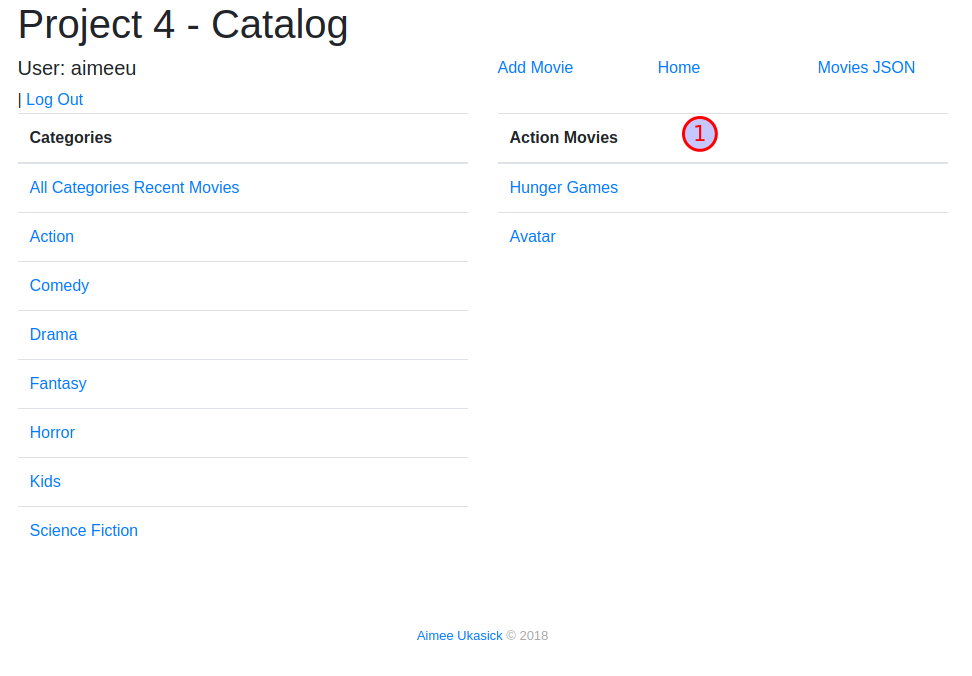 Project 4 - Catalog
User: aimeeu
| Log Out
Add Movie
Home
Movies JSON
Categories
All Categories Recent Movies
Action
Comedy
Drama
Fantasy
Horror
Kids
Science Fiction
Action Movies
1
Hunger Games
Avatar
Aimee Ukasick © 2018